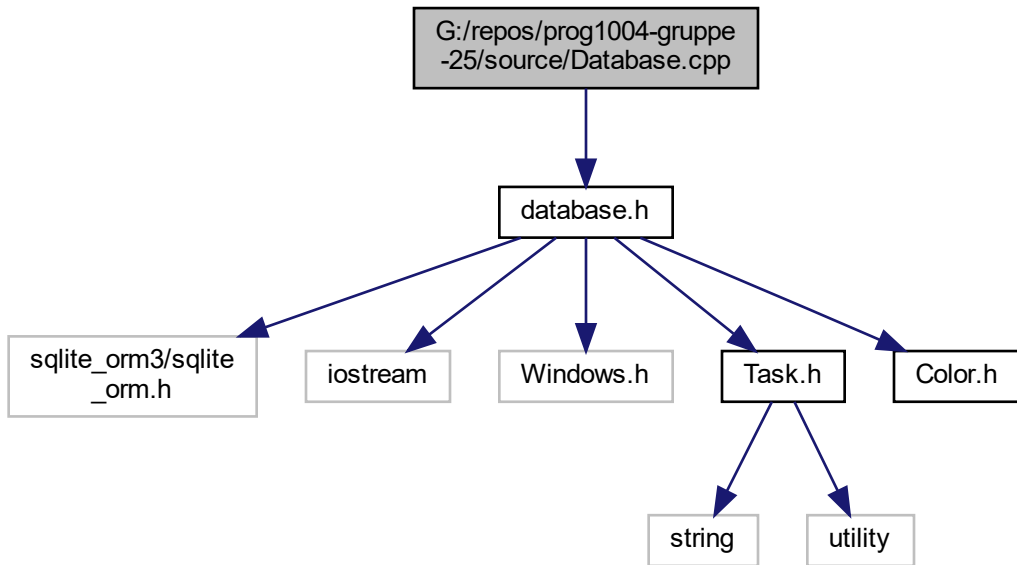 G:/repos/prog1004-gruppe
-25/source/Database.cpp
database.h
sqlite_orm3/sqlite
_orm.h
iostream
Windows.h
Task.h
Color.h
string
utility